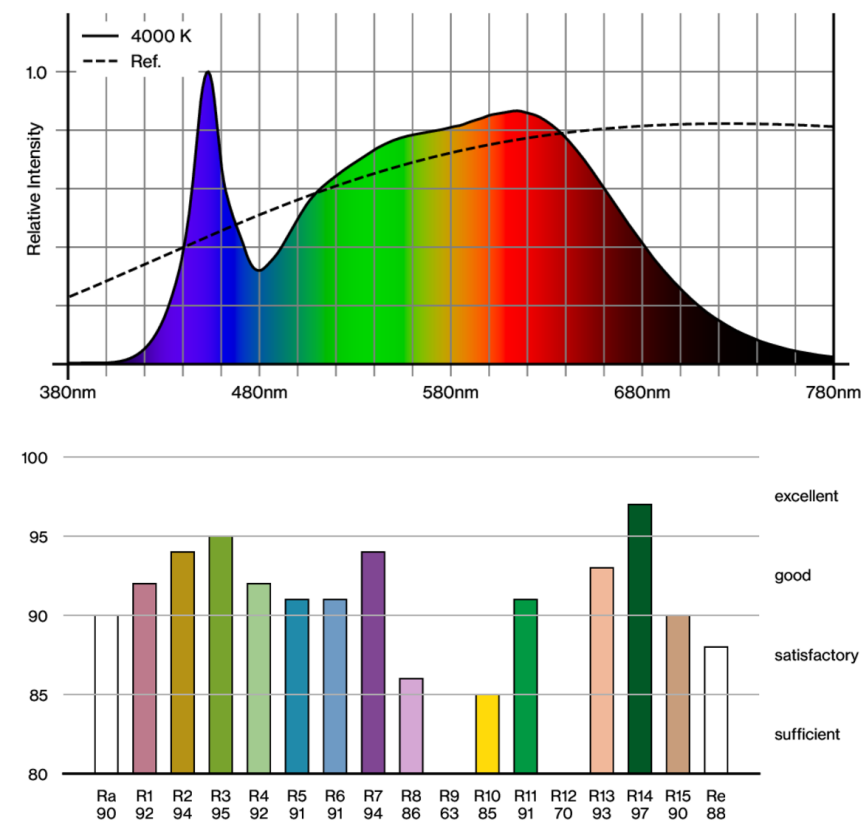 4000 K
Ref.
1.0
Relative Intensity
380nm 480nm 580nm 680nm 780nm
100
excellent
95
good
90
satisfactory
85
sufficient
80
Ra R1 R2 R3 R4 R5 R6 R7 R8 R9 R10 R11 R12 R13 R14 R15 Re
90 92 94 95 92 91 91 94 86 63 85 91 70 93 97 90 88